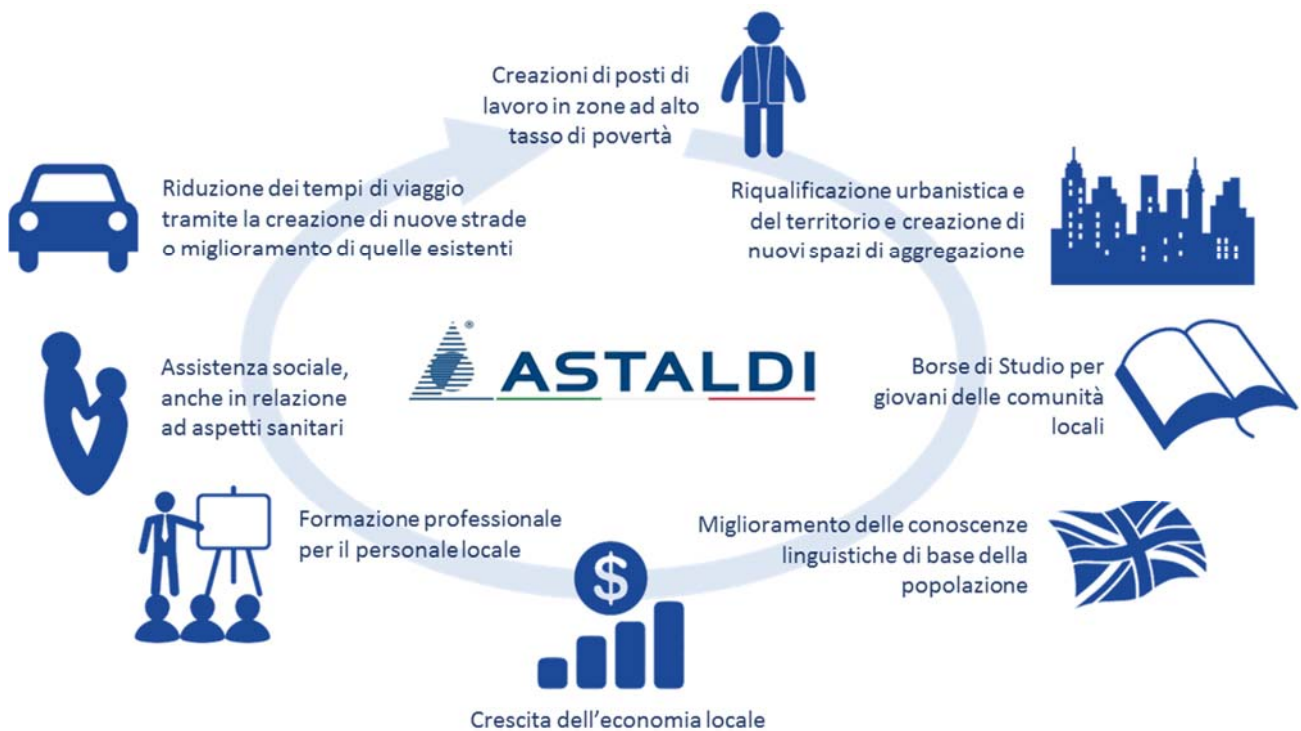 Creazioni di posti di
lavoro in zone ad alto
tasso di povertà
Riqualificazione urbanistica e
del territorio e creazione di
nuovi spazi di aggregazione
Borse di Studio per
giovani delle comunità
locali
Miglioramento delle conoscenze
linguistiche di base della
popolazione
$
Crescita dell'economia locale
Formazione professionale
per il personale locale
Assistenza sociale,
anche in relazione
ad aspetti sanitari
Riduzione dei tempi di viaggio
tramite la creazione di nuove strade
o miglioramento di quelle esistenti
® ASTALDI